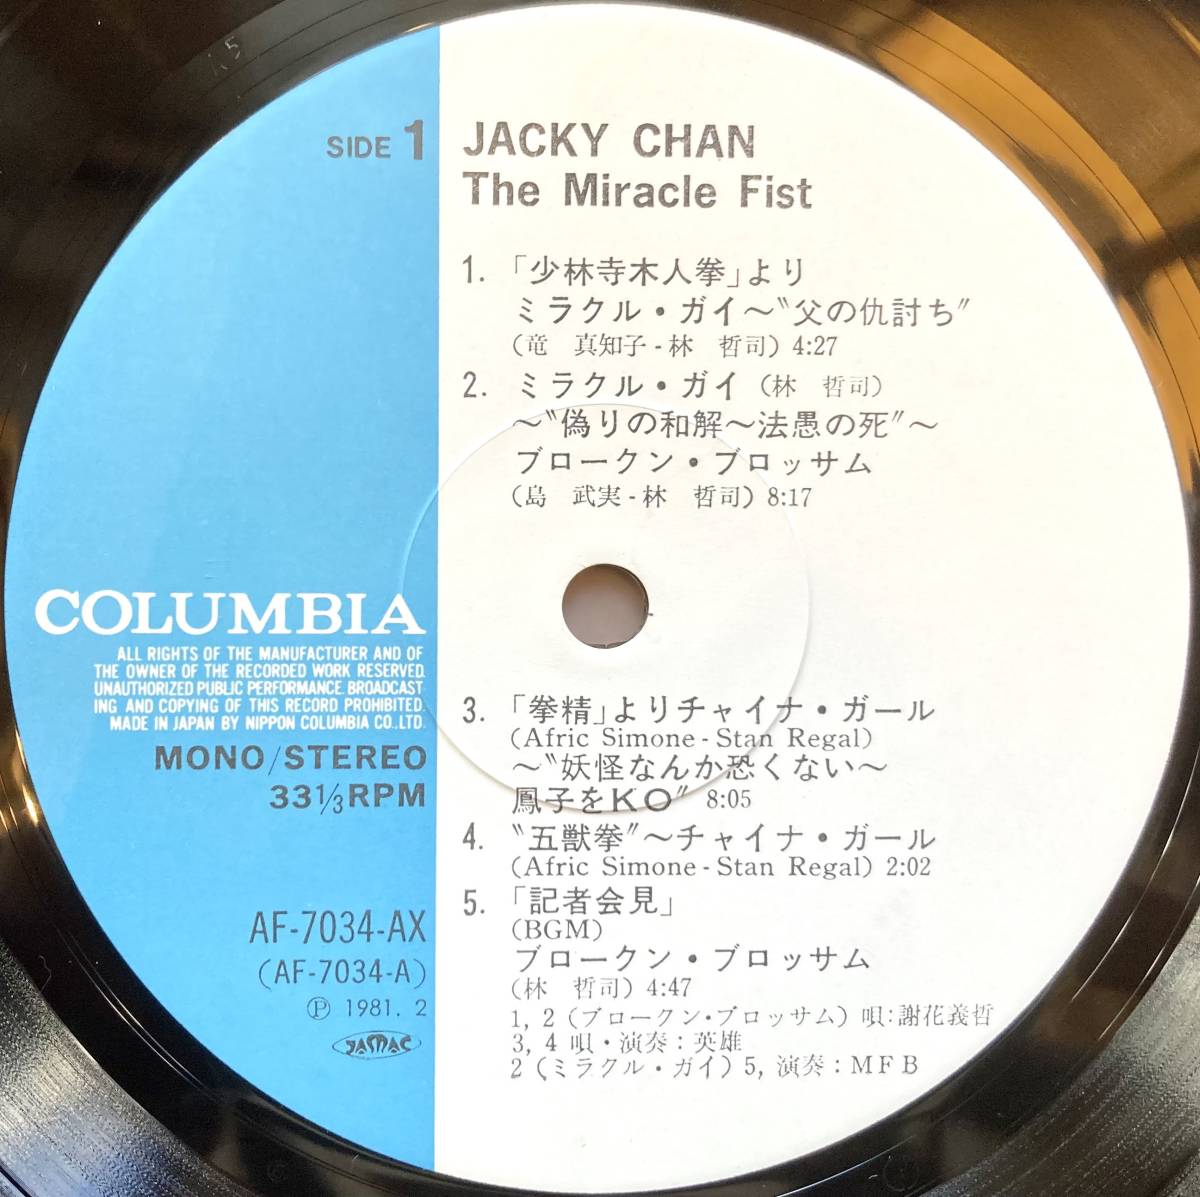 SIDE 1
JACKY CHAN
The Miracle Fist
1.「少林寺木人拳」より
ミラクル・ガイ〜〝父の仇討ち〟
(竜　真知子-林　哲司) 4:27
2. ミラクル・ガイ (林　哲司)
〜〝偽りの和解〜法愚の死〟〜
ブロークン・ブロッサム
(島　武実-林　哲司) 8:17
COLUMBIA
ALL RIGHTS OF THE MANUFACTURER AND OF
THE OWNER OF THE RECORDED WORK RESERVED.
UNAUTHORIZED PUBLIC PERFORMANCE. BROADCAST
ING AND COPYING OF THIS RECORD PROHIBITED.
MADE IN JAPAN BY NIPPON COLUMBIA CO.,LTD.
MONO/STEREO
33 1/3 RPM
AF-7034-AX
(AF-7034-A)
Ⓟ 1981. 2
JASRAC
3.「拳精」よりチャイナ・ガール
(Afric Simone-Stan Regal)
〜〝妖怪なんか恐くない〜
鳳子をKO〟 8:05
4.〝五獣拳〟〜チャイナ・ガール
(Afric Simone-Stan Regal) 2:02
5.「記者会見」
(BGM)
ブロークン・ブロッサム
(林　哲司) 4:47
1, 2 (ブロークン・ブロッサム) 唄:謝花義哲
3, 4 唄・演奏:英雄
2 (ミラクル・ガイ) 5, 演奏:MFB